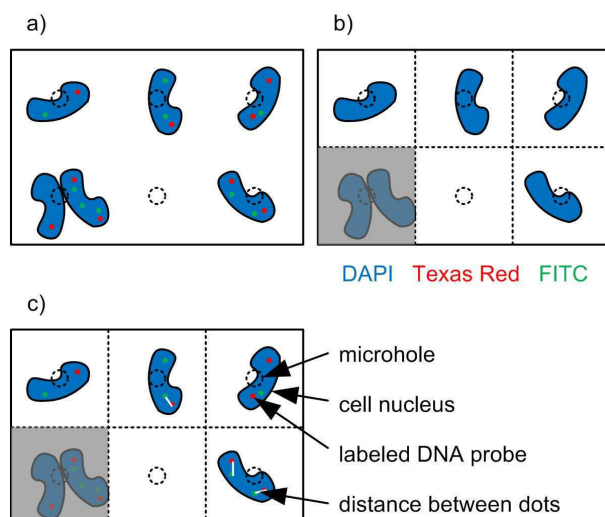 a)
b)
DAPI Texas Red FITC
c)
microhole
cell nucleus
labeled DNA probe
distance between dots